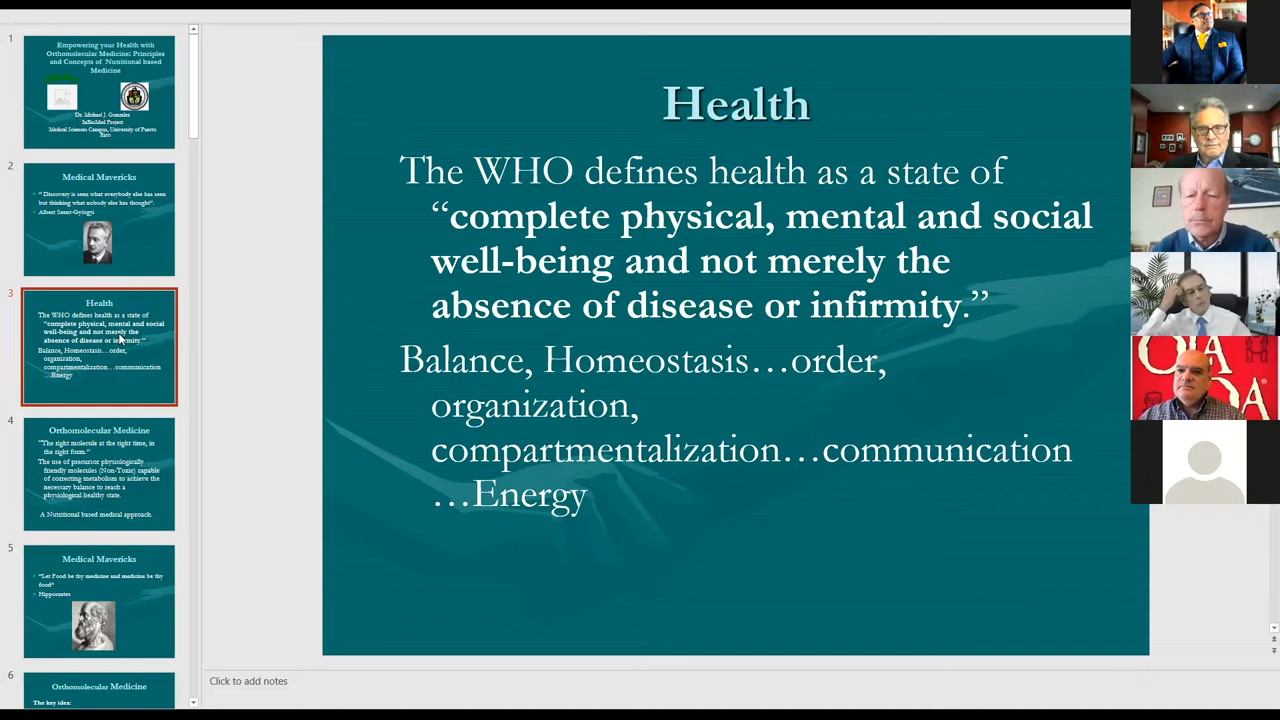 1
Empowering your Health with
Orthomolecular Medicine: Principles
and Concepts of Nutritional based
Medicine
Dr. Michael J. Gonzalez
InBioMed Project
Medical Sciences Campus, University of Puerto
Rico
2
Medical Mavericks
“ Discovery is seen what everybody else has seen
but thinking what nobody else has thought”.
Albert Szent-Györgyi
3
Health
The WHO defines health as a state of
“complete physical, mental and social
well-being and not merely the
absence of disease or infirmity.”
Balance, Homeostasis…order,
organization,
compartmentalization…communication
…Energy
4
Orthomolecular Medicine
“The right molecule at the right time, in
the right form.”
The use of precursor physiologically
friendly molecules (Non-Toxic) capable
of correcting metabolism to achieve the
necessary balance to reach a
physiological healthy state.
A Nutritional based medical approach.
5
Medical Mavericks
“Let Food be thy medicine and medicine be thy
food”
Hippocrates
6
Orthomolecular Medicine
The key idea:
Health
The WHO defines health as a state of
“complete physical, mental and social
well-being and not merely the
absence of disease or infirmity.”
Balance, Homeostasis…order,
organization,
compartmentalization…communication
…Energy
Click to add notes